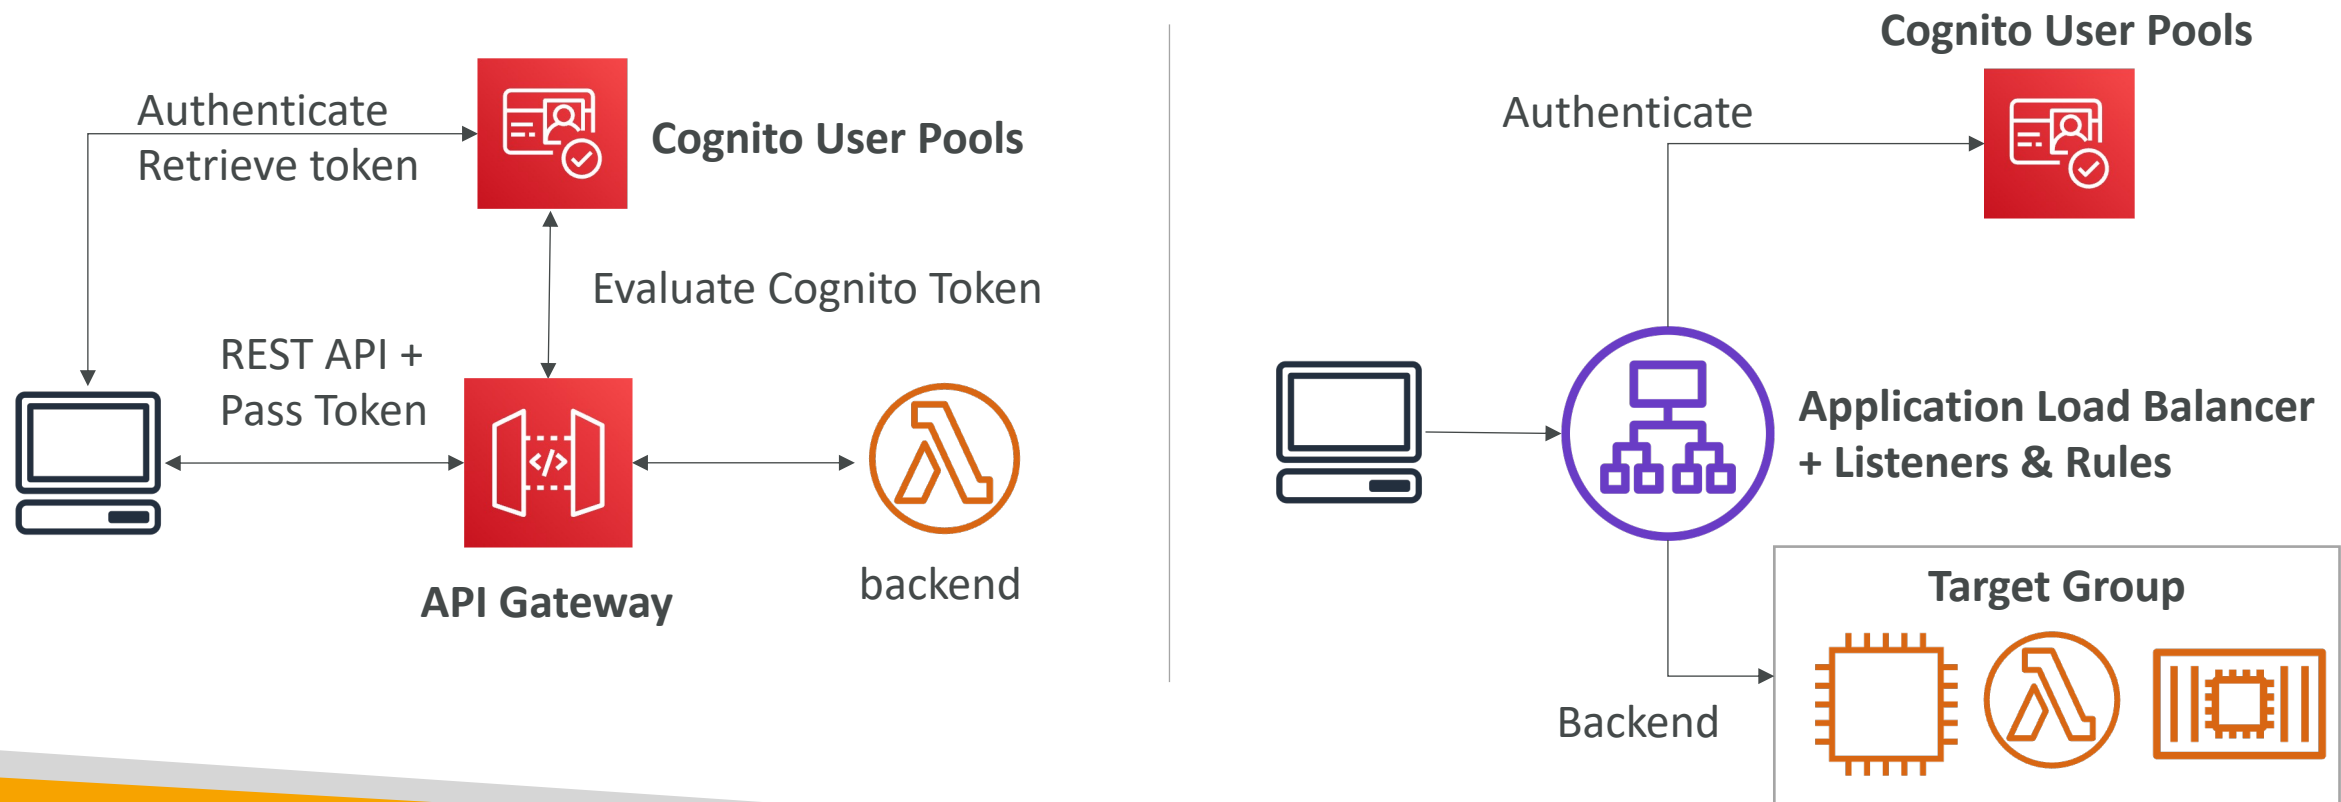 Authenticate
Retrieve token
Cognito User Pools
Evaluate Cognito Token
REST API +
Pass Token
API Gateway
backend
Cognito User Pools
Authenticate
Application Load Balancer
+ Listeners & Rules
Target Group
Backend